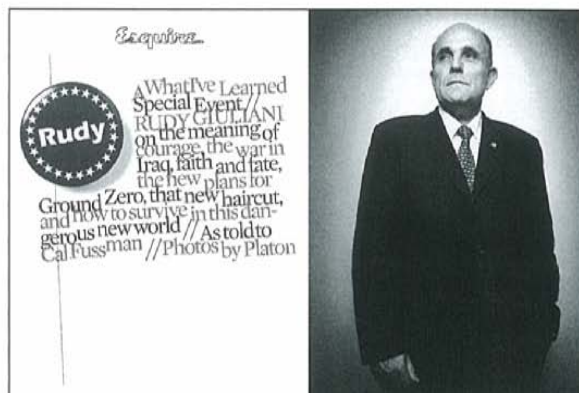 Esquire
Rudy
A What I've Learned
Special Event //
RUDY GIULIANI
on the meaning of
courage, the war in
Iraq, faith and fate,
the new plans for
Ground Zero, that new haircut,
and how to survive in this dan-
gerous new world // As told to
Cal Fussman // Photos by Platon